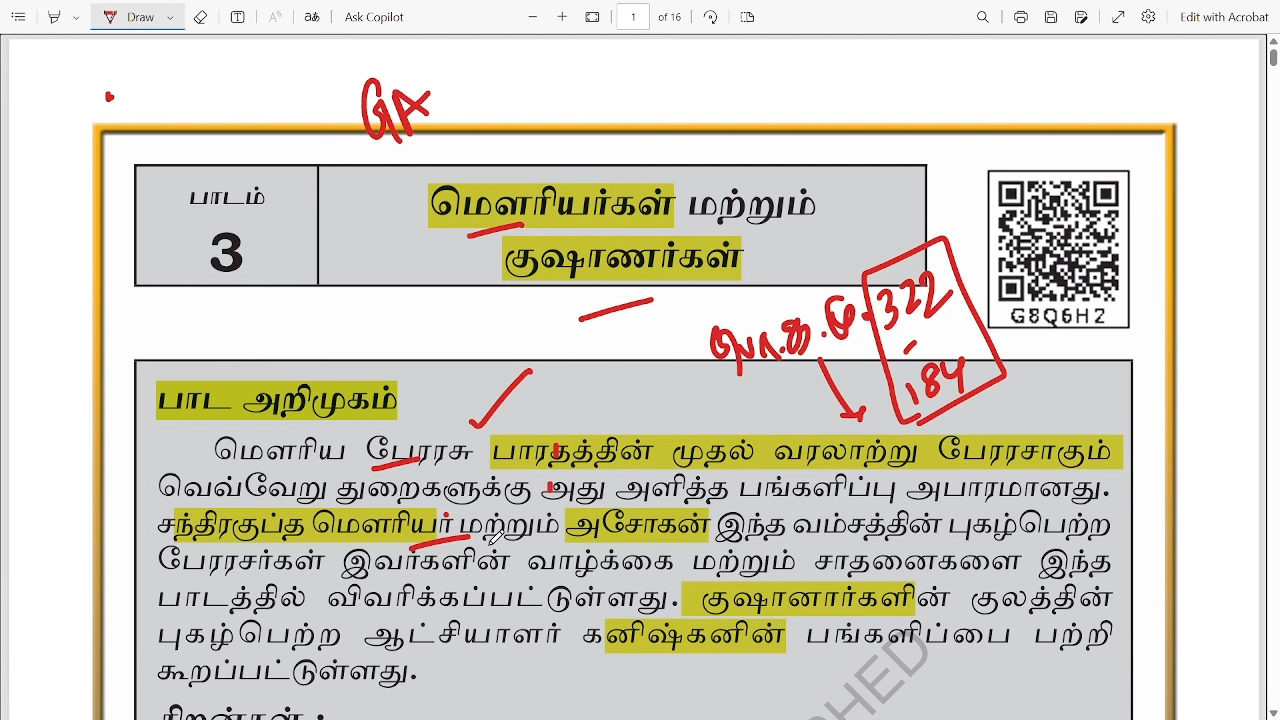 Draw
Ask Copilot
1 of 16
Edit with Acrobat
GA
பாடம்
3
மௌரியர்கள் மற்றும்
குஷாணர்கள்
G8Q6H2
322
-
184
பாட அறிமுகம்
மௌரிய பேரரசு பாரதத்தின் முதல் வரலாற்று பேரரசாகும்
வெவ்வேறு துறைகளுக்கு அது அளித்த பங்களிப்பு அபாரமானது.
சந்திரகுப்த மௌரியர் மற்றும் அசோகன் இந்த வம்சத்தின் புகழ்பெற்ற
பேரரசர்கள் இவர்களின் வாழ்க்கை மற்றும் சாதனைகளை இந்த
பாடத்தில் விவரிக்கப்பட்டுள்ளது. குஷானார்களின் குலத்தின்
புகழ்பெற்ற ஆட்சியாளர் கனிஷ்கனின் பங்களிப்பை பற்றி
கூறப்பட்டுள்ளது.